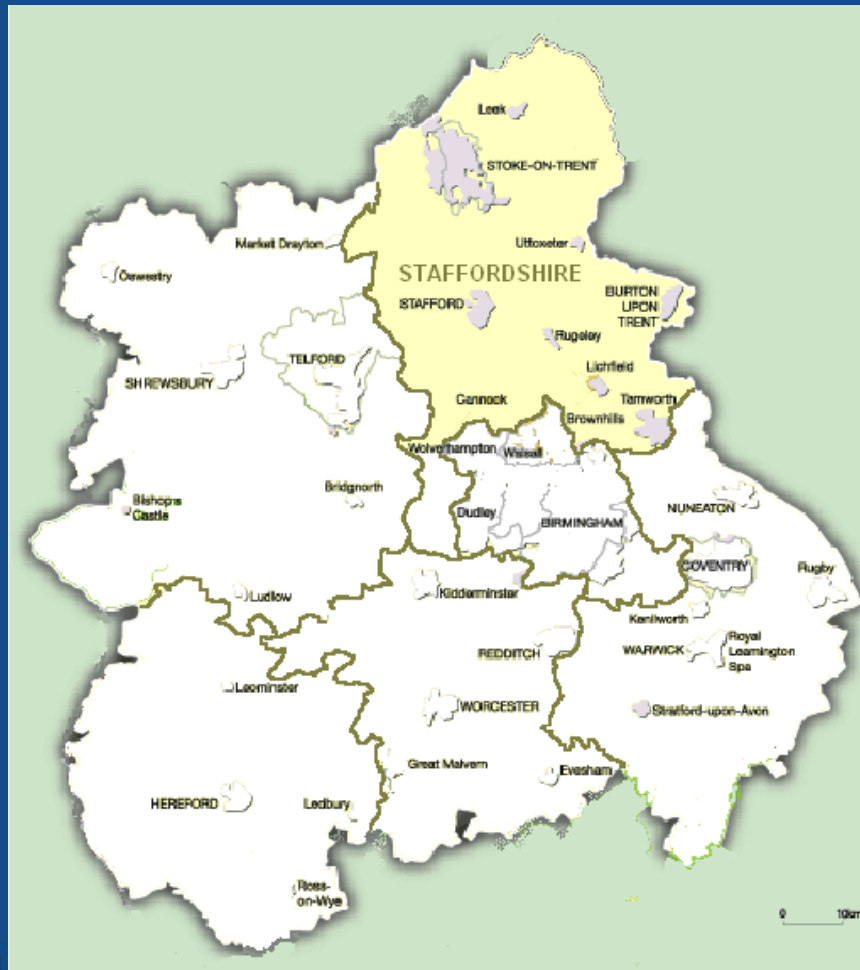 Leek
STOKE-ON-TRENT
Market Drayton
Uttoxeter
Oswestry
STAFFORDSHIRE
STAFFORD
BURTON
UPON
TRENT
Rugeley
TELFORD
SHREWSBURY
Lichfield
Cannock
Tamworth
Brownhills
Wolverhampton
Walsall
Bridgnorth
Bishops
Castle
Dudley
BIRMINGHAM
NUNEATON
COVENTRY
Rugby
Ludlow
Kidderminster
Kenilworth
REDDITCH
WARWICK
Royal
Leamington
Spa
Leominster
WORCESTER
Stratford-upon-Avon
Great Malvern
Evesham
HEREFORD
Ledbury
Ross-
on-Wye
0 10km